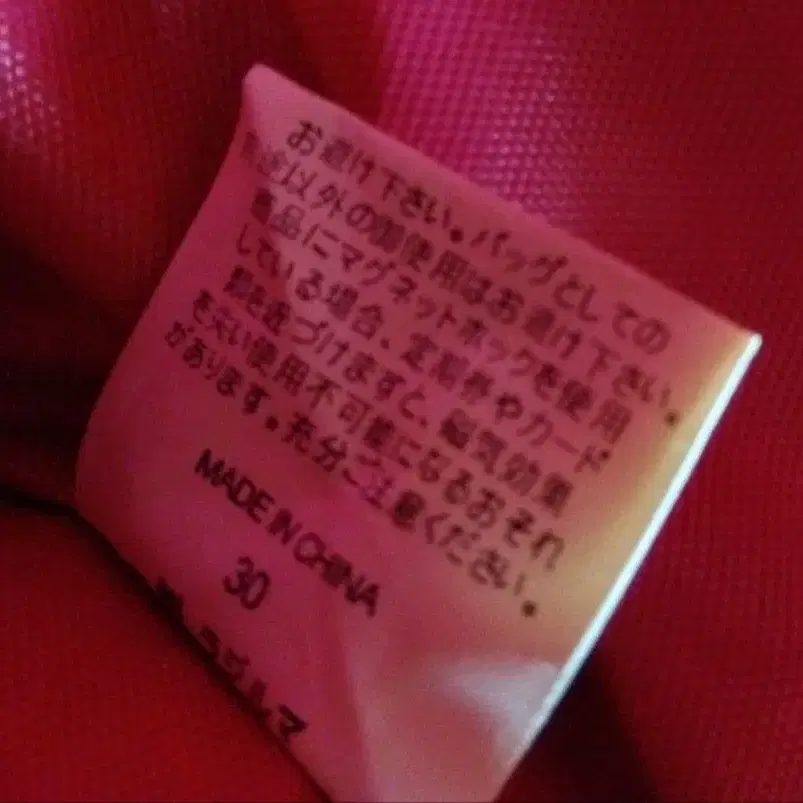 お避け下さい。バッグとしての
用途以外の御使用はお避け下さい。
番品にマグネットホックを使用
している場合、定期券やカード
類を近づけますと、磁気効果
を失い使用不可能になるおそれ
があります。充分ご注意ください。
MADE IN CHINA
30